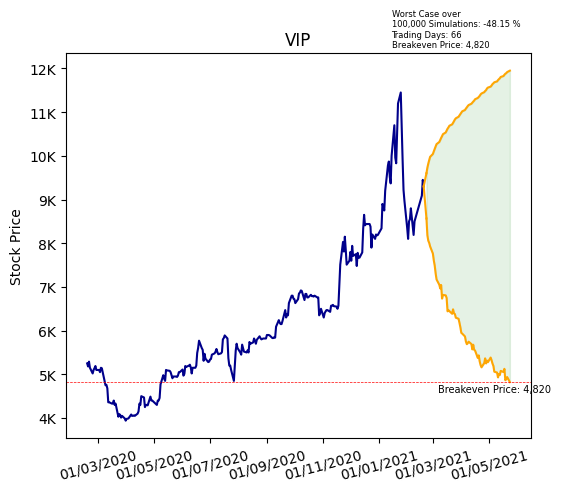 Worst Case over
100,000 Simulations: -48.15 %
Trading Days: 66
Breakeven Price: 4,820
VIP
12K
11K
10K
9K
8K
7K
6K
5K
4K
Stock Price
Breakeven Price: 4,820
01/03/2020
01/05/2020
01/07/2020
01/09/2020
01/11/2020
01/01/2021
01/03/2021
01/05/2021